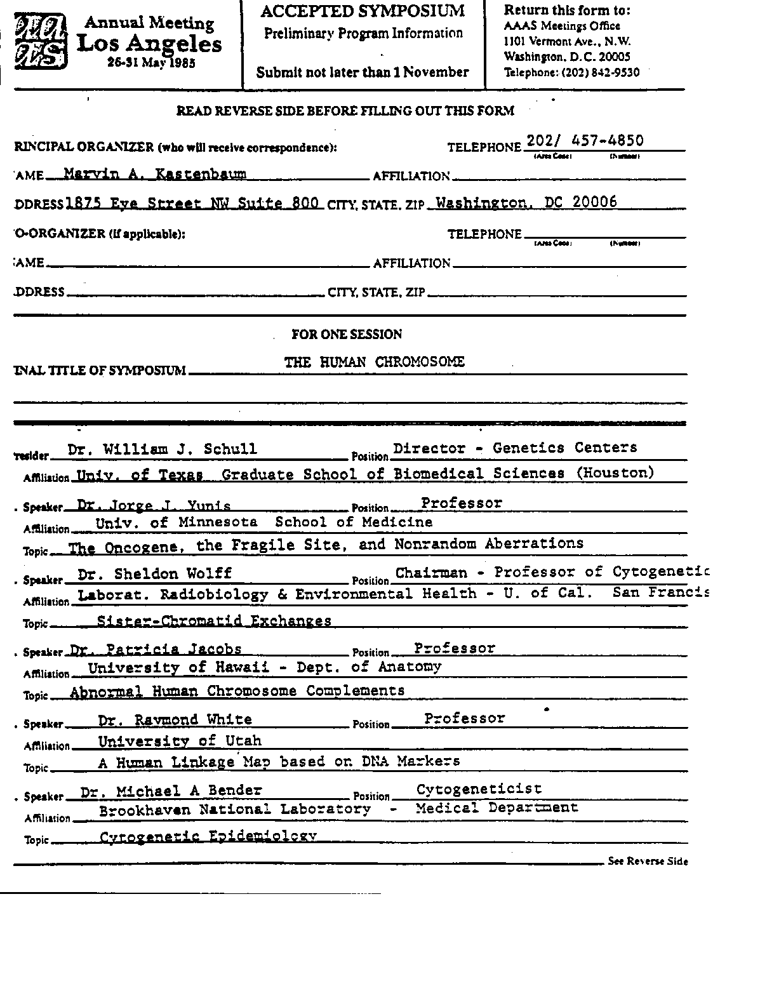 Annual Meeting
Los Angeles
26-31 May 1985
ACCEPTED SYMPOSIUM
Preliminary Program Information
Submit not later than 1 November
Return this form to:
AAAS Meetings Office
1101 Vermont Ave., N.W.
Washington, D.C. 20005
Telephone: (202) 842-9530
READ REVERSE SIDE BEFORE FILLING OUT THIS FORM
RINCIPAL ORGANIZER (who will receive correspondence): TELEPHONE 202/ 457-4850
(Area Code) (Number)
AME Marvin A. Kastenbaum AFFILIATION
DDRESS 1875 Eye Street NW Suite 800 CITY, STATE, ZIP Washington, DC 20006
O-ORGANIZER (if applicable): TELEPHONE
(Area Code) (Number)
AME AFFILIATION
DDRESS CITY, STATE, ZIP
FOR ONE SESSION
INAL TITLE OF SYMPOSIUM THE HUMAN CHROMOSOME
resider Dr. William J. Schull Position Director - Genetics Centers
Affiliation Univ. of Texas Graduate School of Biomedical Sciences (Houston)
. Speaker Dr. Jorge J. Yunis Position Professor
Affiliation Univ. of Minnesota School of Medicine
Topic The Oncogene, the Fragile Site, and Nonrandom Aberrations
. Speaker Dr. Sheldon Wolff Position Chairman - Professor of Cytogenetic
Affiliation Laborat. Radiobiology & Environmental Health - U. of Cal. San Francis
Topic Sister-Chromatid Exchanges
. Speaker Dr. Patricia Jacobs Position Professor
Affiliation University of Hawaii - Dept. of Anatomy
Topic Abnormal Human Chromosome Complements
. Speaker Dr. Raymond White Position Professor
Affiliation University of Utah
Topic A Human Linkage Map based on DNA Markers
. Speaker Dr. Michael A Bender Position Cytogeneticist
Affiliation Brookhaven National Laboratory - Medical Department
Topic Cytogenetic Epidemiology
See Reverse Side